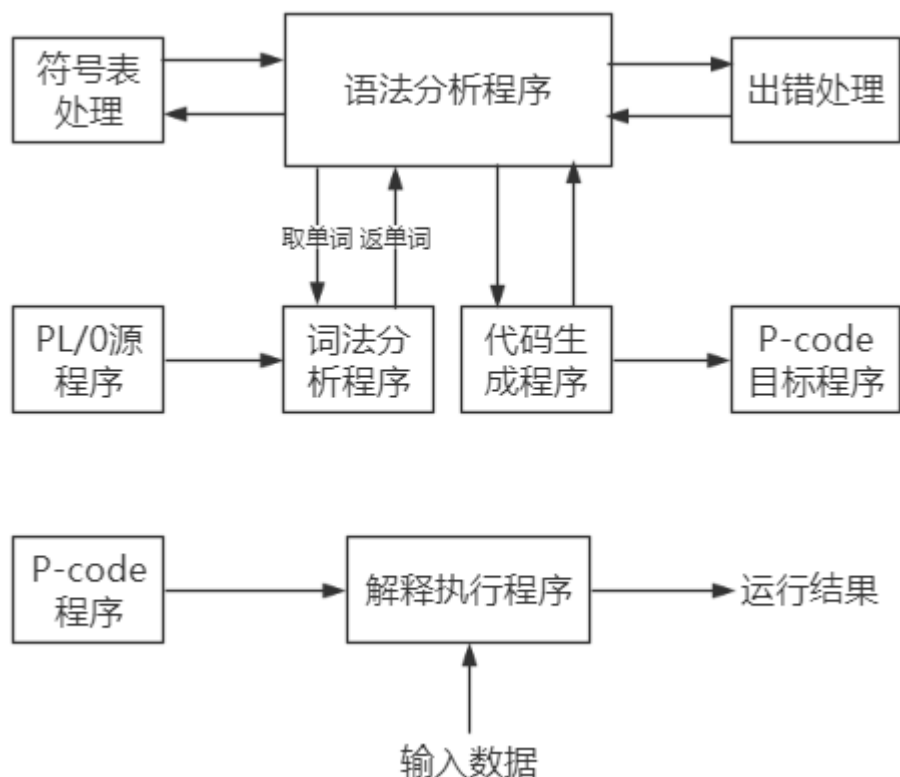 符号表
处理
语法分析程序
出错处理
取单词 返单词
PL/0源
程序
词法分
析程序
代码生
成程序
P-code
目标程序
P-code
程序
解释执行程序
运行结果
输入数据